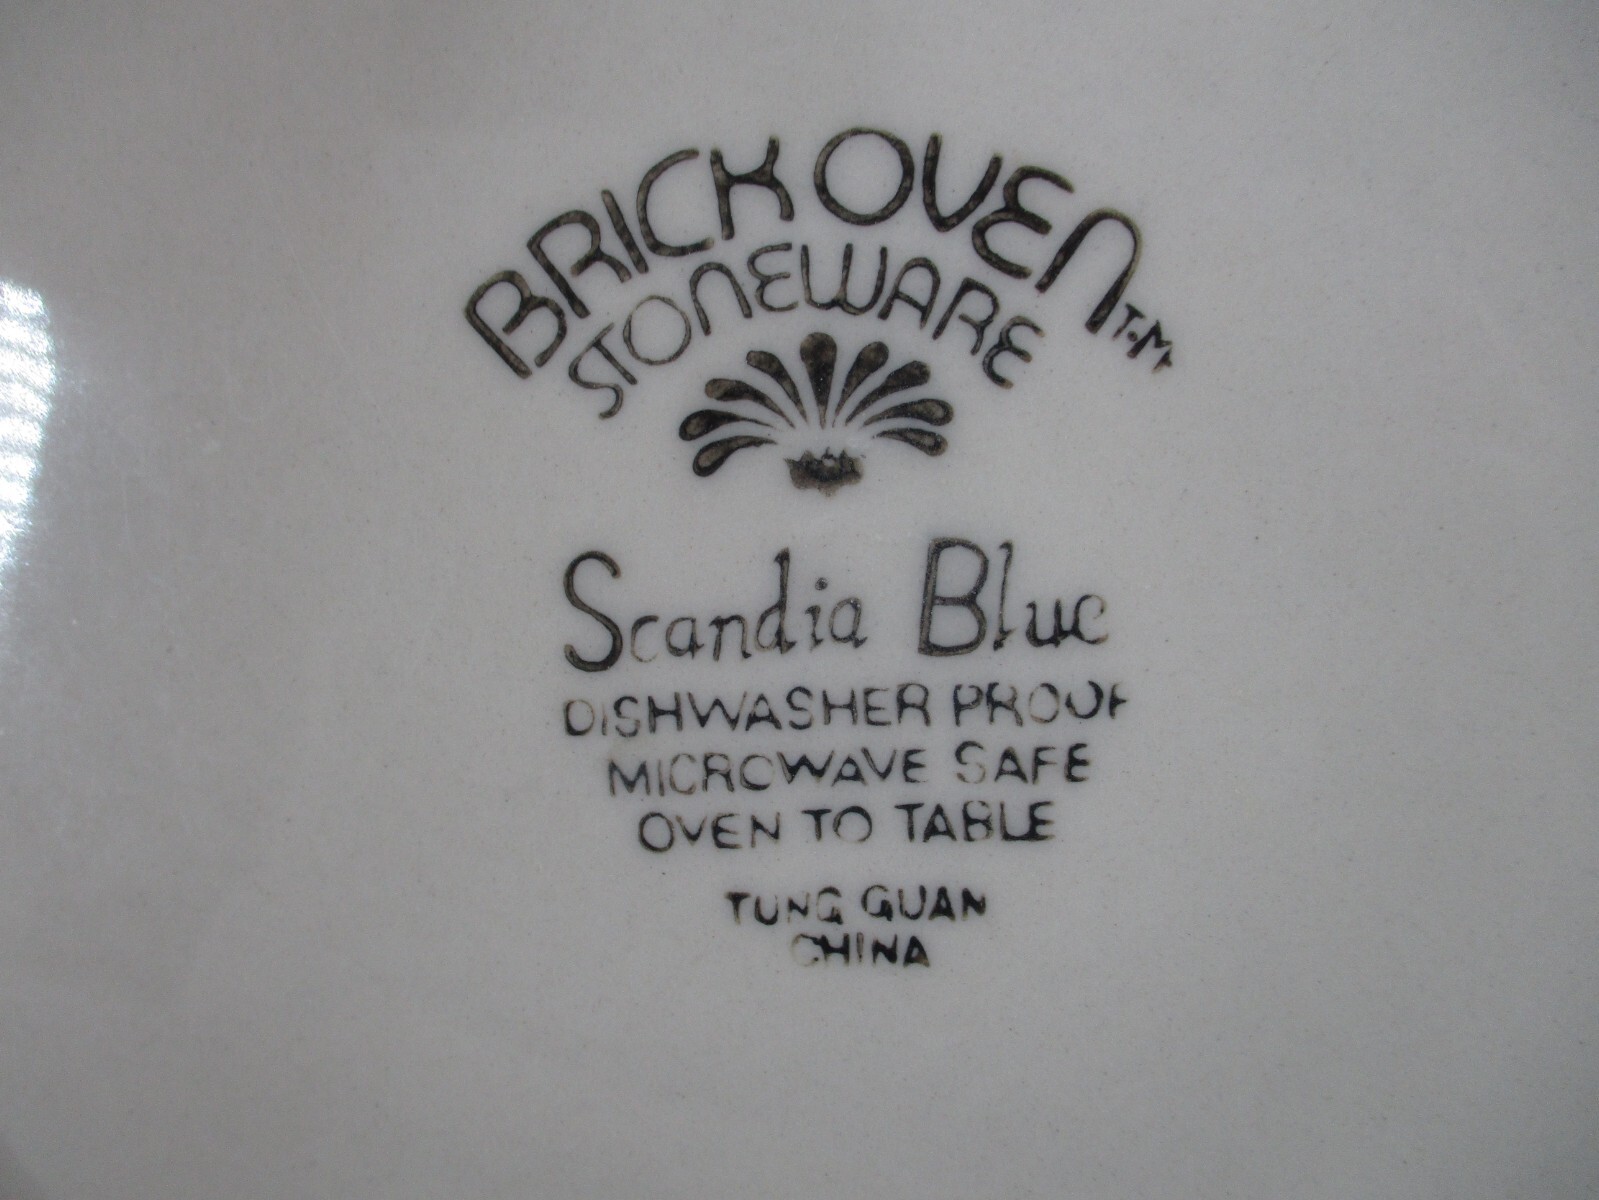 BRICK OVEN T.M.
STONEWARE
Scandia Blue
DISHWASHER PROOF
MICROWAVE SAFE
OVEN TO TABLE
TUNG GUAN
CHINA